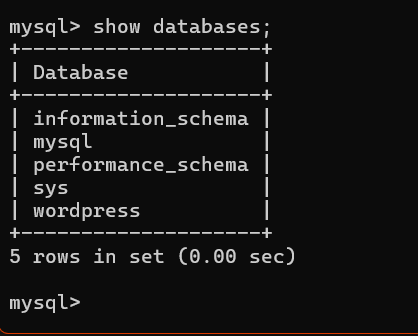 mysql> show databases;
+--------------------+
| Database           |
+--------------------+
| information_schema |
| mysql              |
| performance_schema |
| sys                |
| wordpress          |
+--------------------+
5 rows in set (0.00 sec)
mysql>